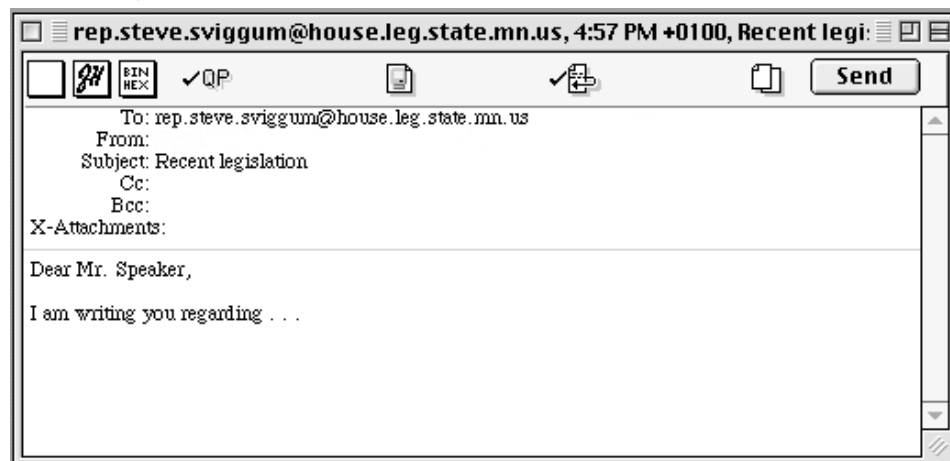 rep.steve.sviggum@house.leg.state.mn.us, 4:57 PM +0100, Recent legi:
BIN HEX QP Send
To: rep.steve.sviggum@house.leg.state.mn.us
From:
Subject: Recent legislation
Cc:
Bcc:
X-Attachments:
Dear Mr. Speaker,
I am writing you regarding . . .